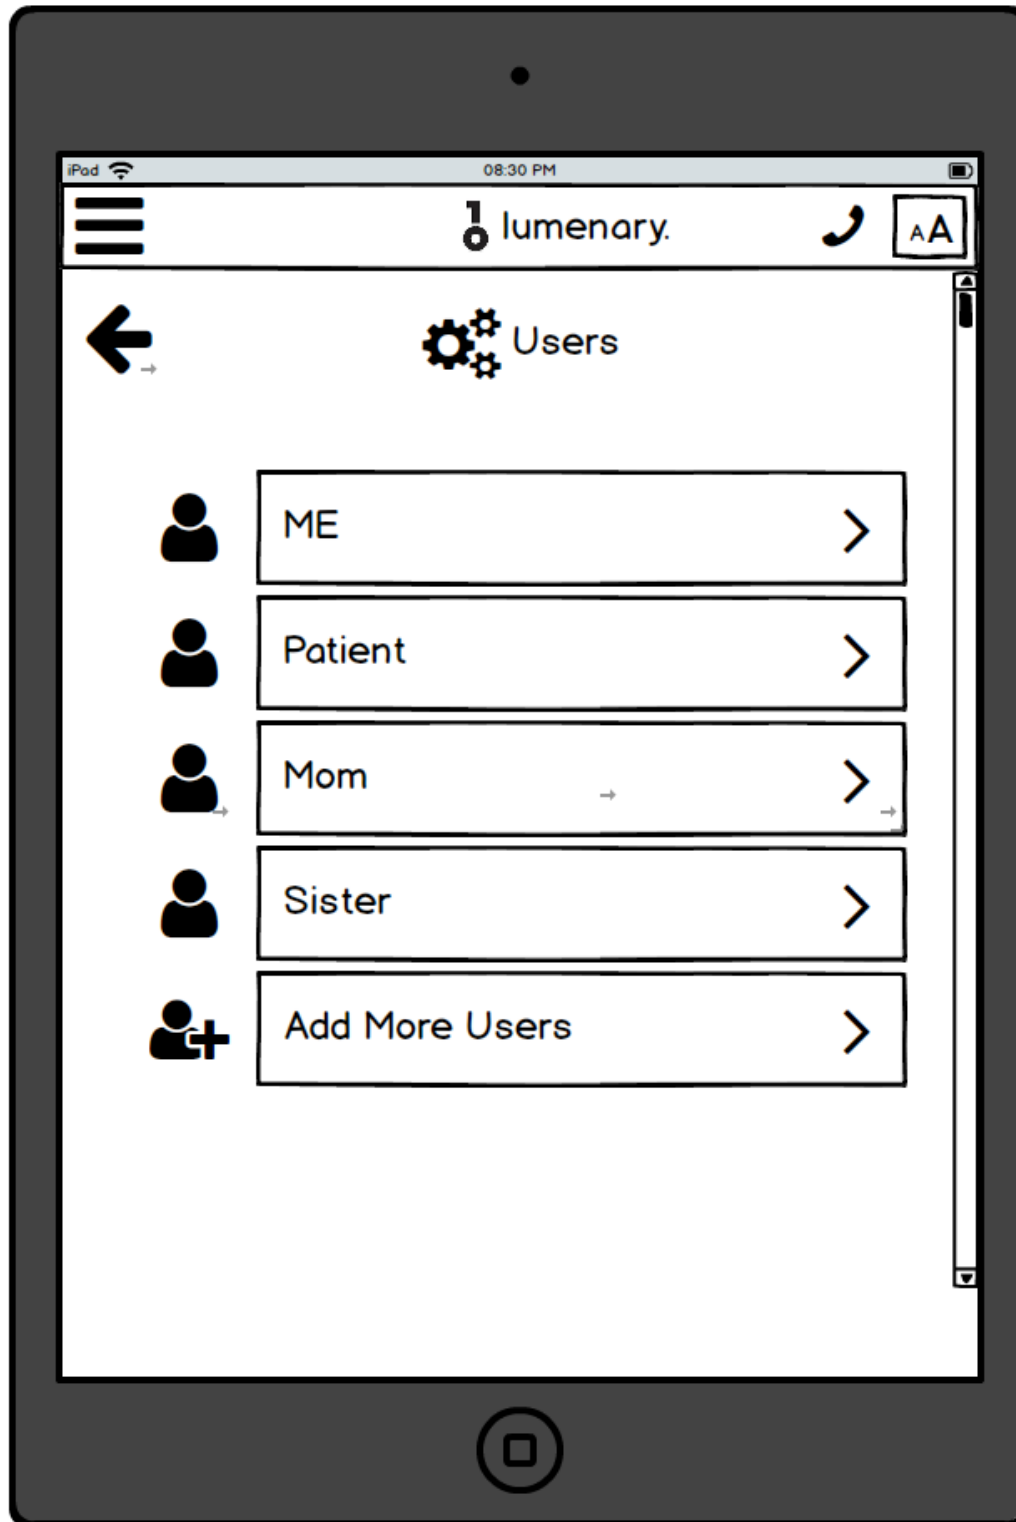 iPad 08:30 PM
lumenary. AA
Users
ME
Patient
Mom
Sister
Add More Users